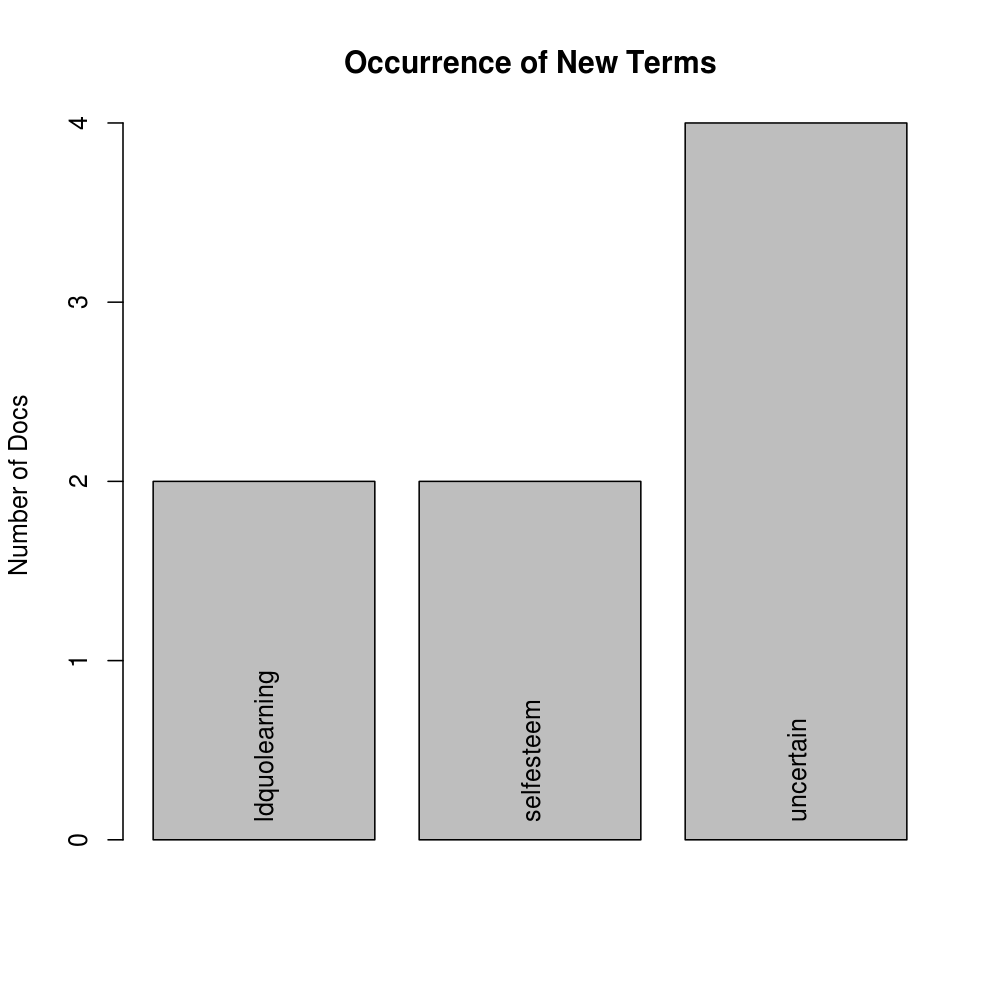 Occurrence of New Terms
Number of Docs
4
3
2
1
0
ldquolearning
selfesteem
uncertain